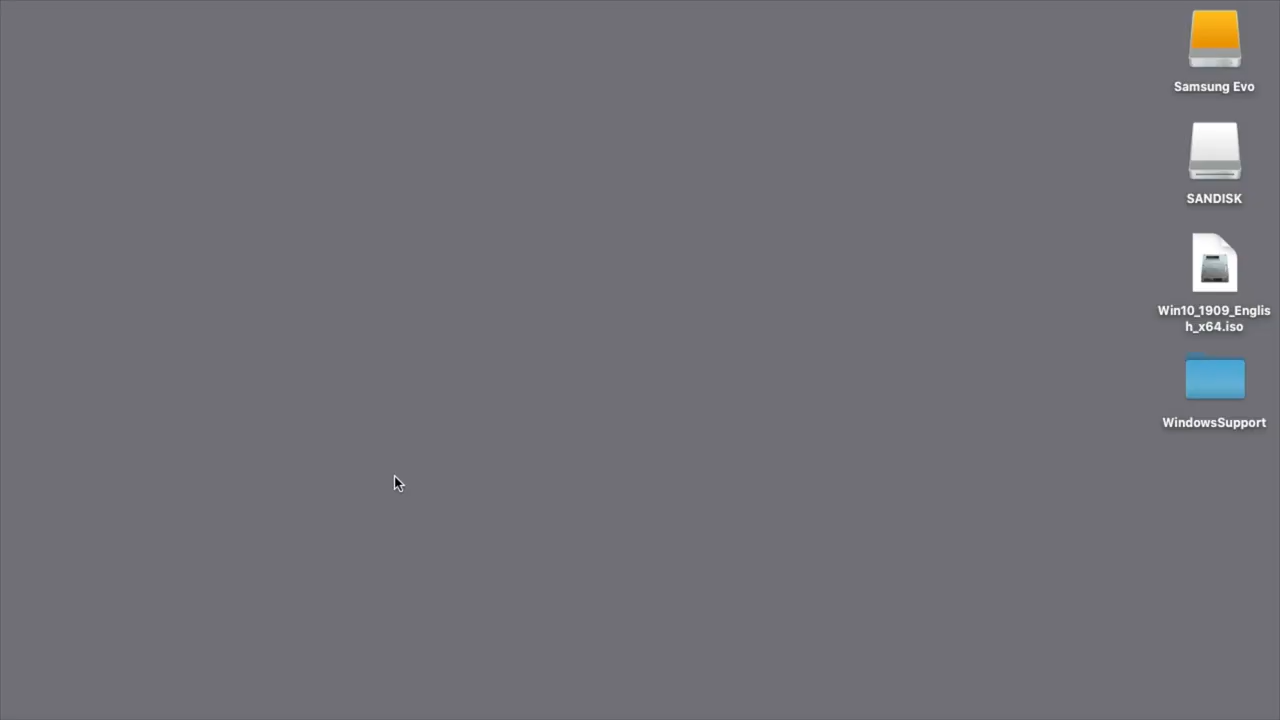 Samsung Evo
SANDISK
Win10_1909_Englis
h_x64.iso
WindowsSupport